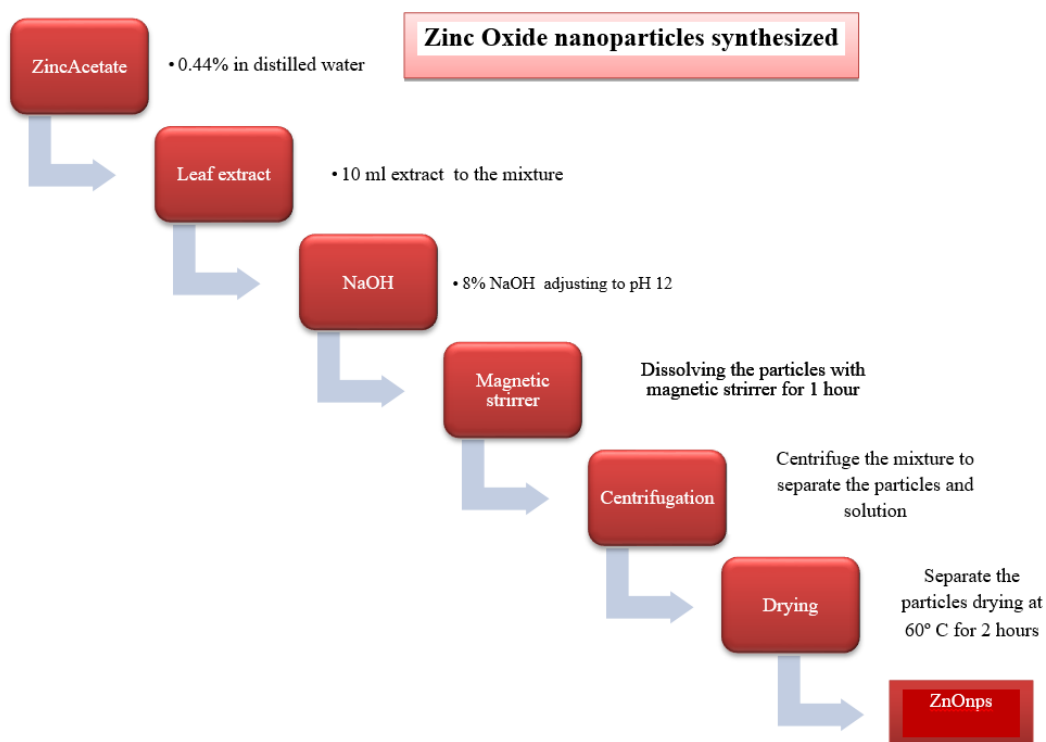 Zinc Oxide nanoparticles synthesized
ZincAcetate
• 0.44% in distilled water
Leaf extract
• 10 ml extract to the mixture
NaOH
• 8% NaOH adjusting to pH 12
Magnetic
strirrer
Dissolving the particles with
magnetic strirrer for 1 hour
Centrifugation
Centrifuge the mixture to
separate the particles and
solution
Drying
Separate the
particles drying at
60º C for 2 hours
ZnOnps